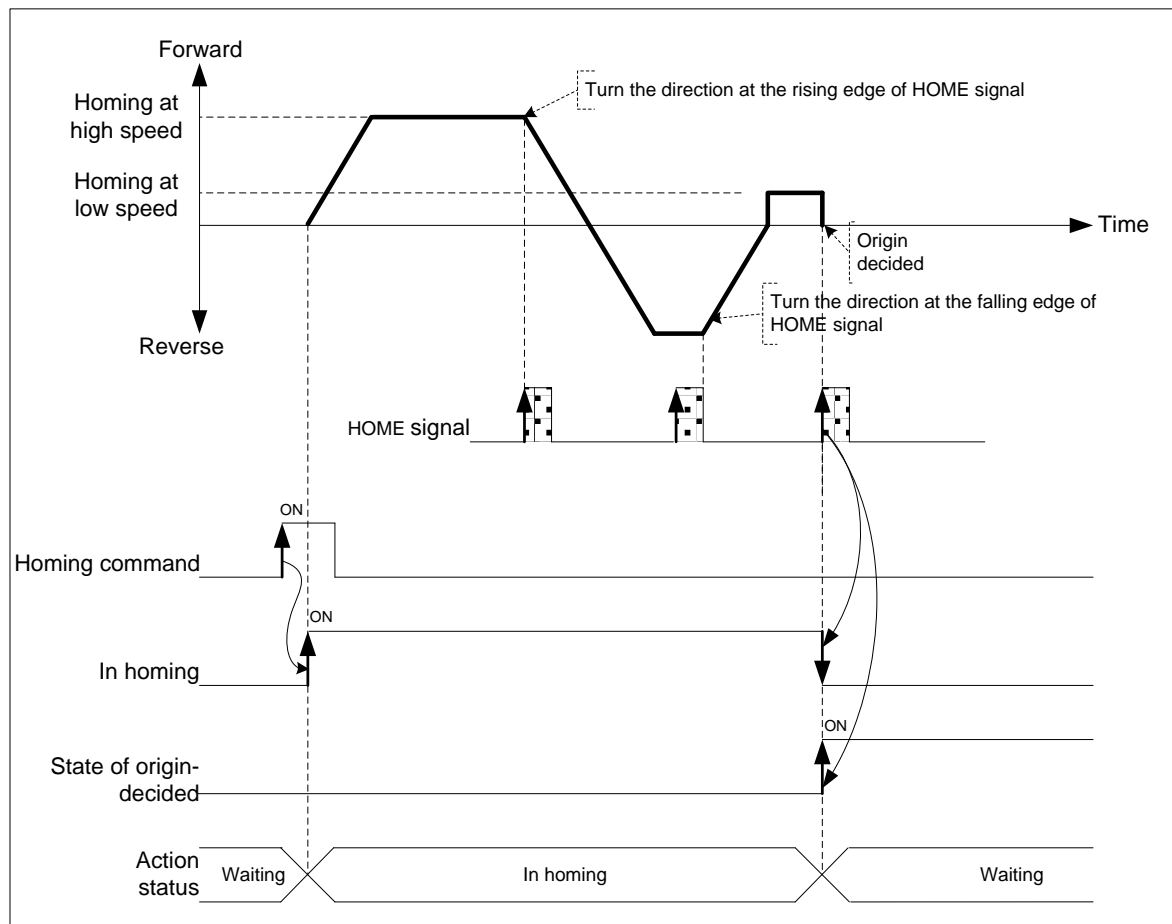 Forward
Homing at
high speed
Turn the direction at the rising edge of HOME signal
Homing at
low speed
Time
Origin
decided
Turn the direction at the falling edge of
HOME signal
Reverse
HOME signal
ON
Homing command
ON
In homing
ON
State of origin-
decided
Action
status
Waiting
In homing
Waiting